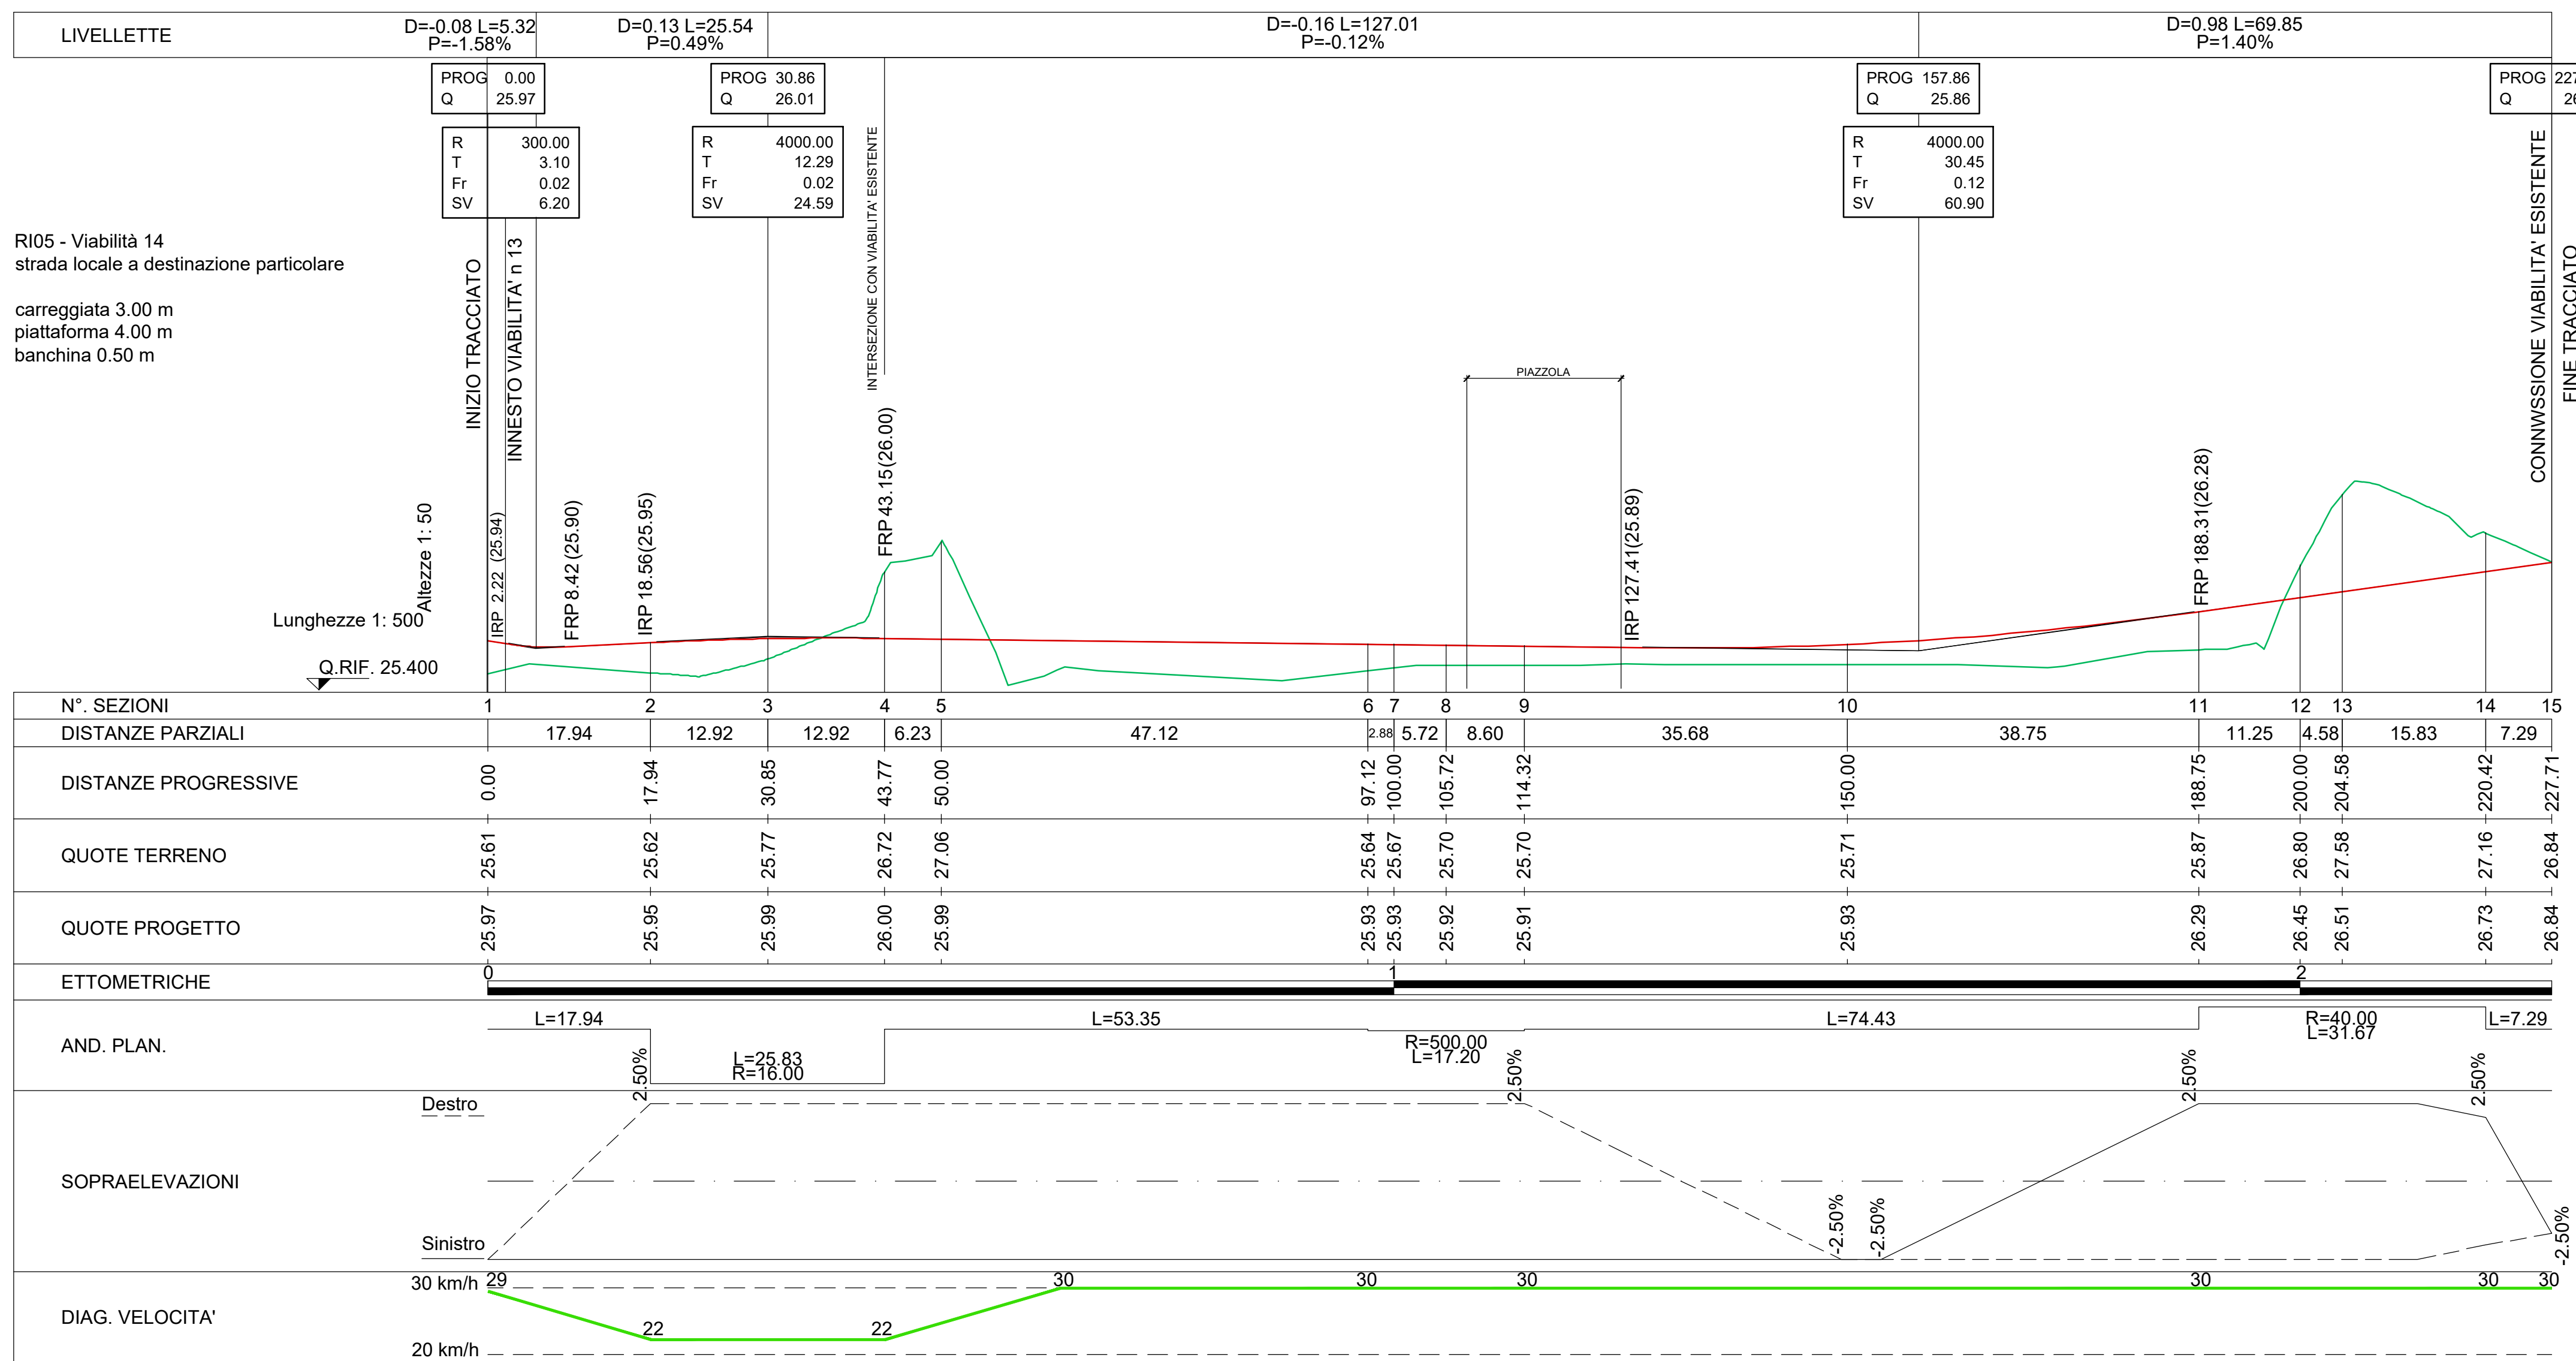 LIVELLETTE
D=-0.08 L=5.32
P=-1.58%
D=0.13 L=25.54
P=0.49%
D=-0.16 L=127.01
P=-0.12%
D=0.98 L=69.85
P=1.40%
PROG 0.00
Q 25.97
PROG 30.86
Q 26.01
PROG 157.86
Q 25.86
PROG 227
Q 26
R 300.00
T 3.10
Fr 0.02
SV 6.20
R 4000.00
T 12.29
Fr 0.02
SV 24.59
R 4000.00
T 30.45
Fr 0.12
SV 60.90
RI05 - Viabilità 14
strada locale a destinazione particolare
carreggiata 3.00 m
piattaforma 4.00 m
banchina 0.50 m
INIZIO TRACCIATO
INNESTO VIABILITA' n 13
INTERSEZIONE CON VIABILITA' ESISTENTE
PIAZZOLA
CONNWSSIONE VIABILITA' ESISTENTE
FINE TRACCIATO
Altezze 1: 50
Lunghezze 1: 500
Q.RIF. 25.400
IRP 2.22 (25.94)
FRP 8.42 (25.90)
IRP 18.56(25.95)
FRP 43.15(26.00)
IRP 127.41(25.89)
FRP 188.31(26.28)
N°. SEZIONI 1 2 3 4 5 6 7 8 9 10 11 12 13 14 15
DISTANZE PARZIALI 17.94 12.92 12.92 6.23 47.12 2.88 5.72 8.60 35.68 38.75 11.25 4.58 15.83 7.29
DISTANZE PROGRESSIVE 0.00 17.94 30.85 43.77 50.00 97.12 100.00 105.72 114.32 150.00 188.75 200.00 204.58 220.42 227.71
QUOTE TERRENO 25.61 25.62 25.77 26.72 27.06 25.64 25.67 25.70 25.70 25.71 25.87 26.80 27.58 27.16 26.84
QUOTE PROGETTO 25.97 25.95 25.99 26.00 25.99 25.93 25.93 25.92 25.91 25.93 26.29 26.45 26.51 26.73 26.84
ETTOMETRICHE 0 1 2
AND. PLAN.
L=17.94
L=25.83
R=16.00
L=53.35
R=500.00
L=17.20
L=74.43
R=40.00
L=31.67
L=7.29
SOPRAELEVAZIONI
Destro
Sinistro
2.50%
2.50%
-2.50%
-2.50%
2.50%
2.50%
-2.50%
DIAG. VELOCITA'
30 km/h
20 km/h
29 22 22 30 30 30 30 30 30